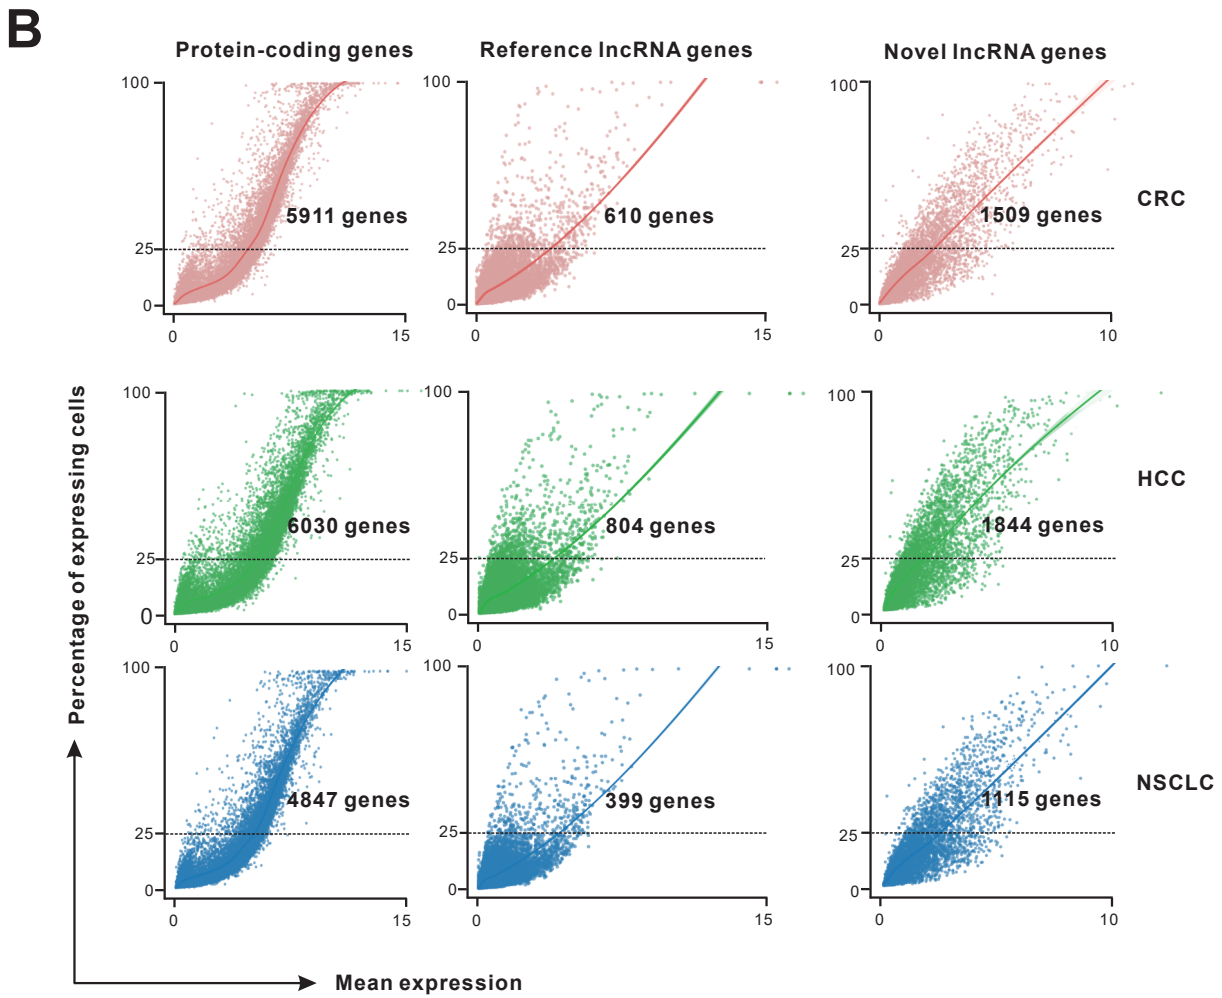 B
Protein-coding genes
Reference lncRNA genes
Novel lncRNA genes
100
25
0
5911 genes
0
15
100
25
0
610 genes
0
15
100
25
0
1509 genes
0
10
CRC
100
25
0
6030 genes
0
15
100
25
0
804 genes
0
15
100
25
0
1844 genes
0
10
HCC
100
25
0
4847 genes
0
15
100
25
0
399 genes
0
15
100
25
0
1115 genes
0
10
NSCLC
Percentage of expressing cells
Mean expression